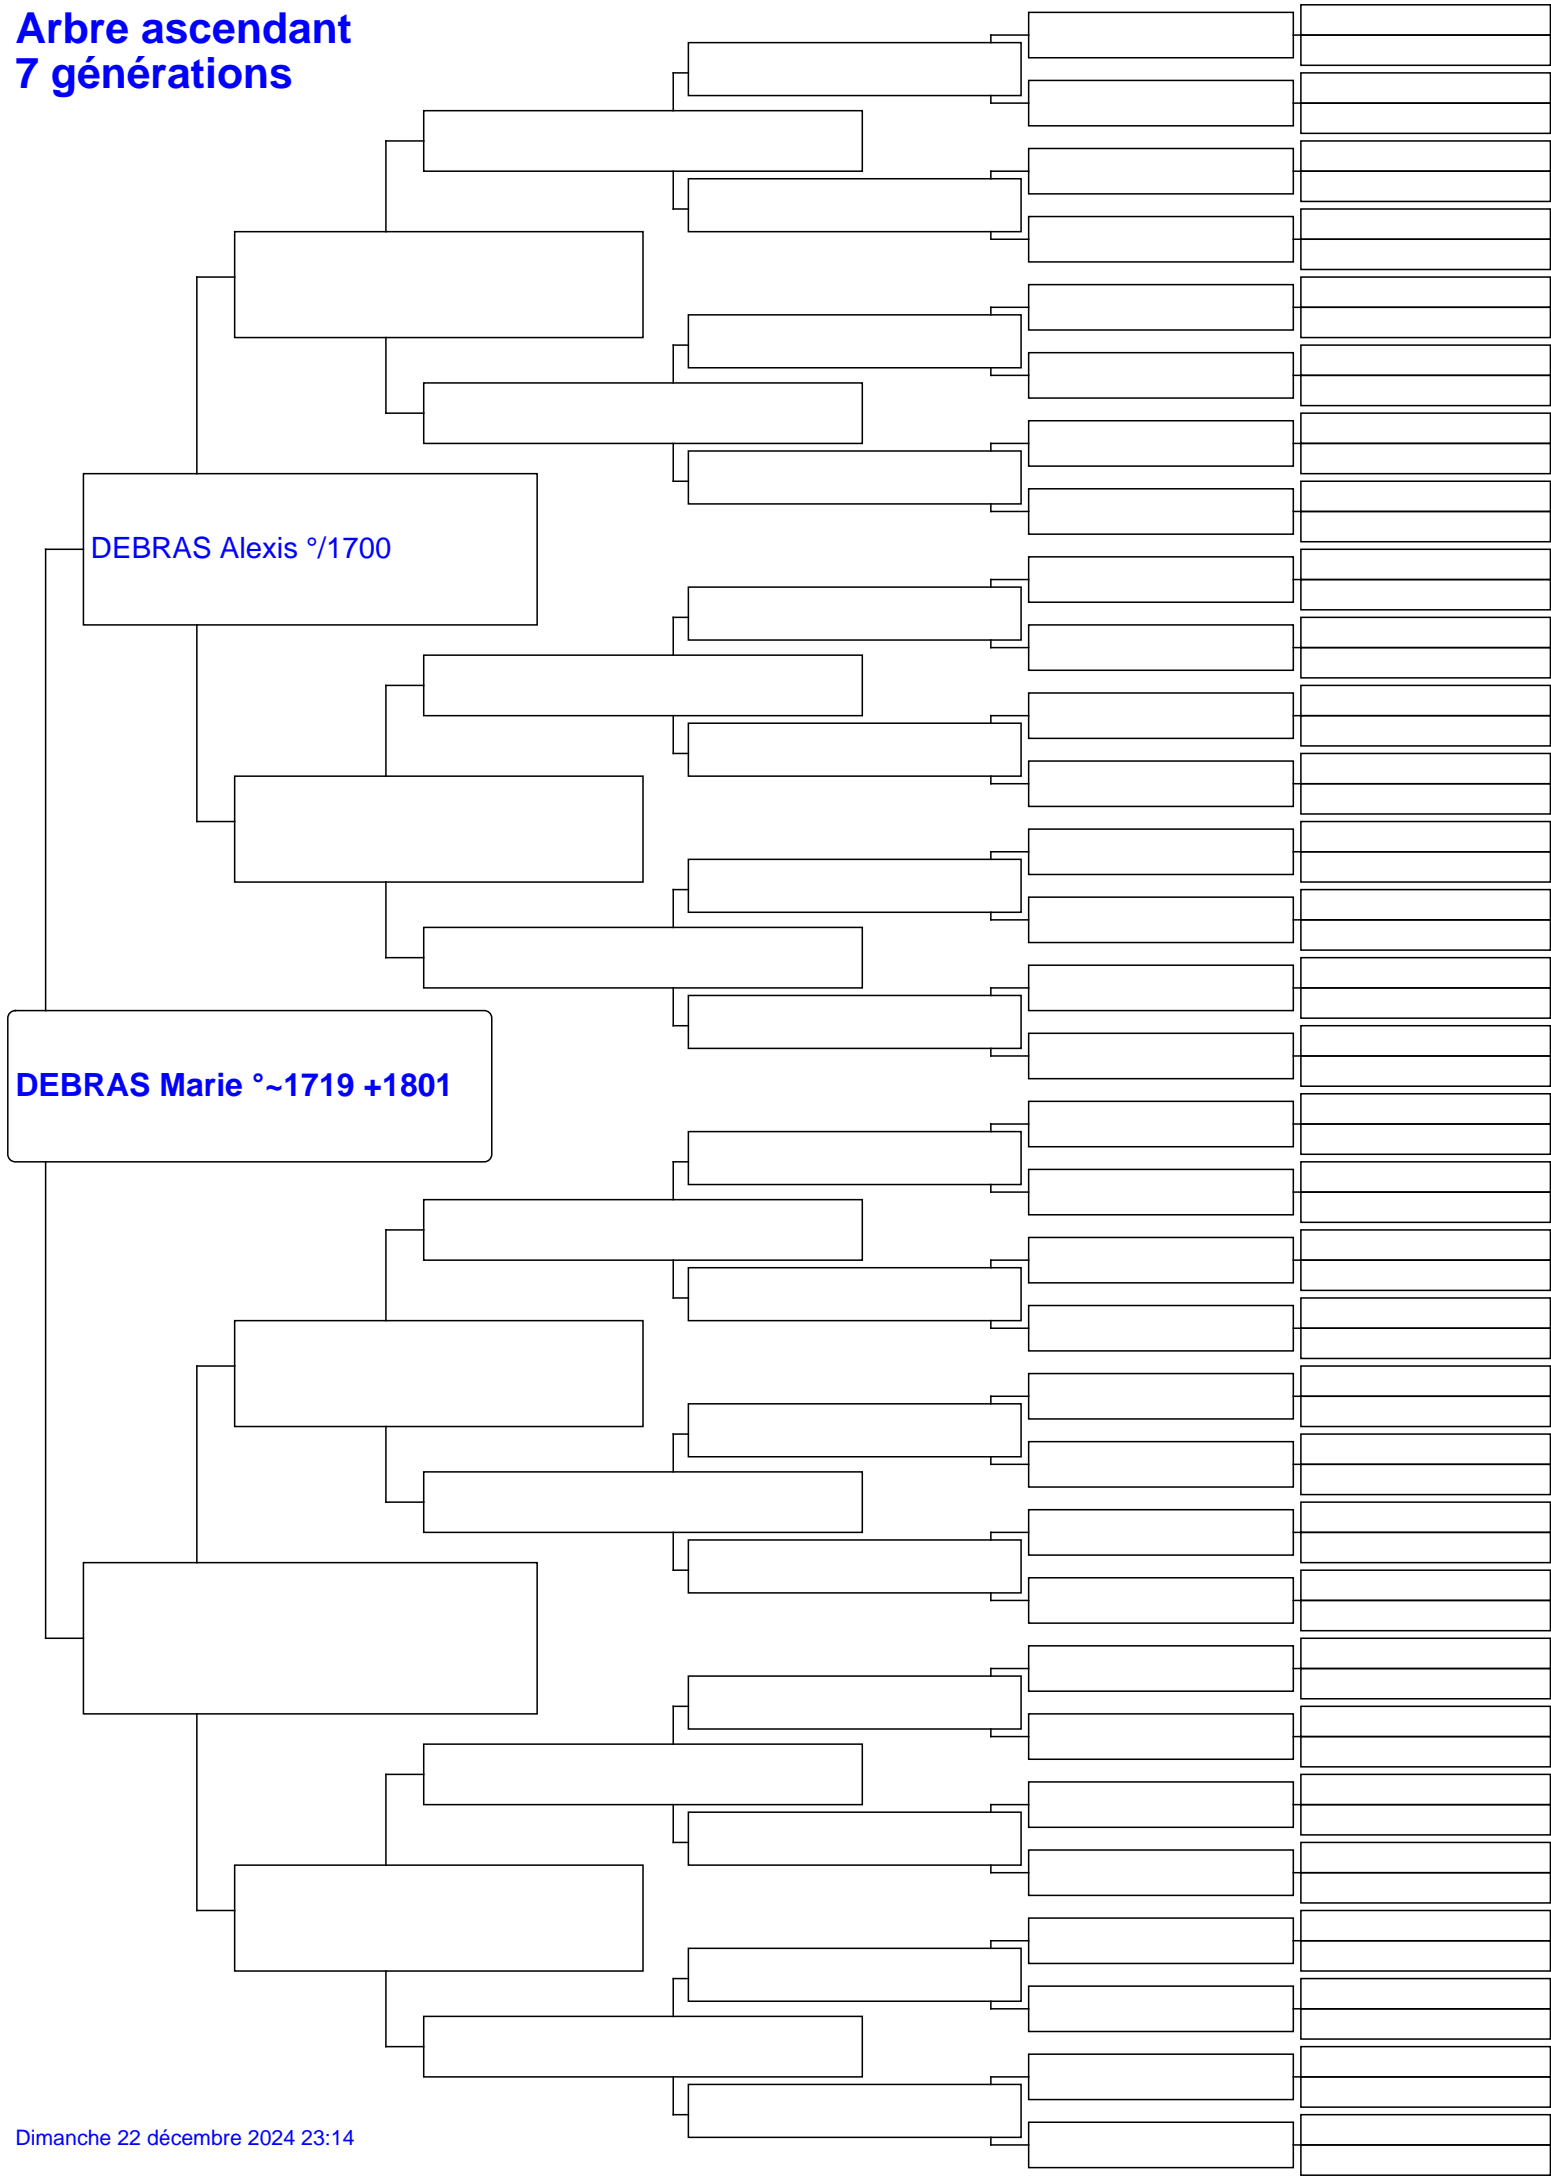 Arbre ascendant
7 générations
DEBRAS Alexis °/1700
DEBRAS Marie °~1719 +1801
Dimanche 22 décembre 2024 23:14